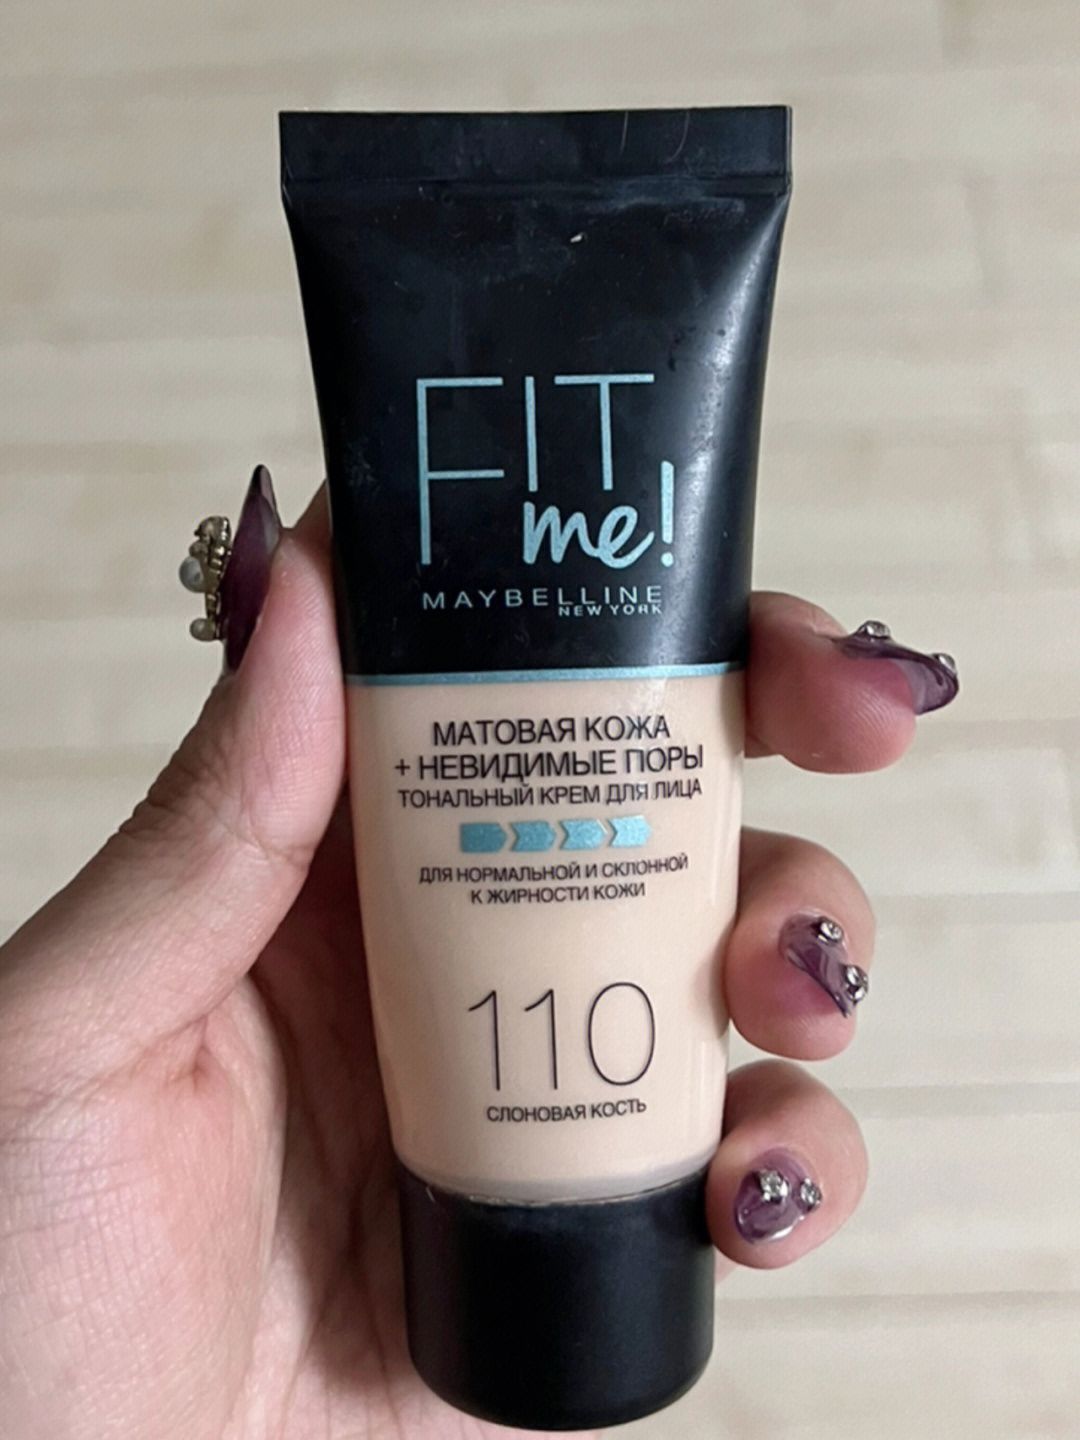 FIT
me!
MAYBELLINE
NEW YORK
МАТОВАЯ КОЖА
+ НЕВИДИМЫЕ ПОРЫ
ТОНАЛЬНЫЙ КРЕМ ДЛЯ ЛИЦА
ДЛЯ НОРМАЛЬНОЙ И СКЛОННОЙ
К ЖИРНОСТИ КОЖИ
110
СЛОНОВАЯ КОСТЬ